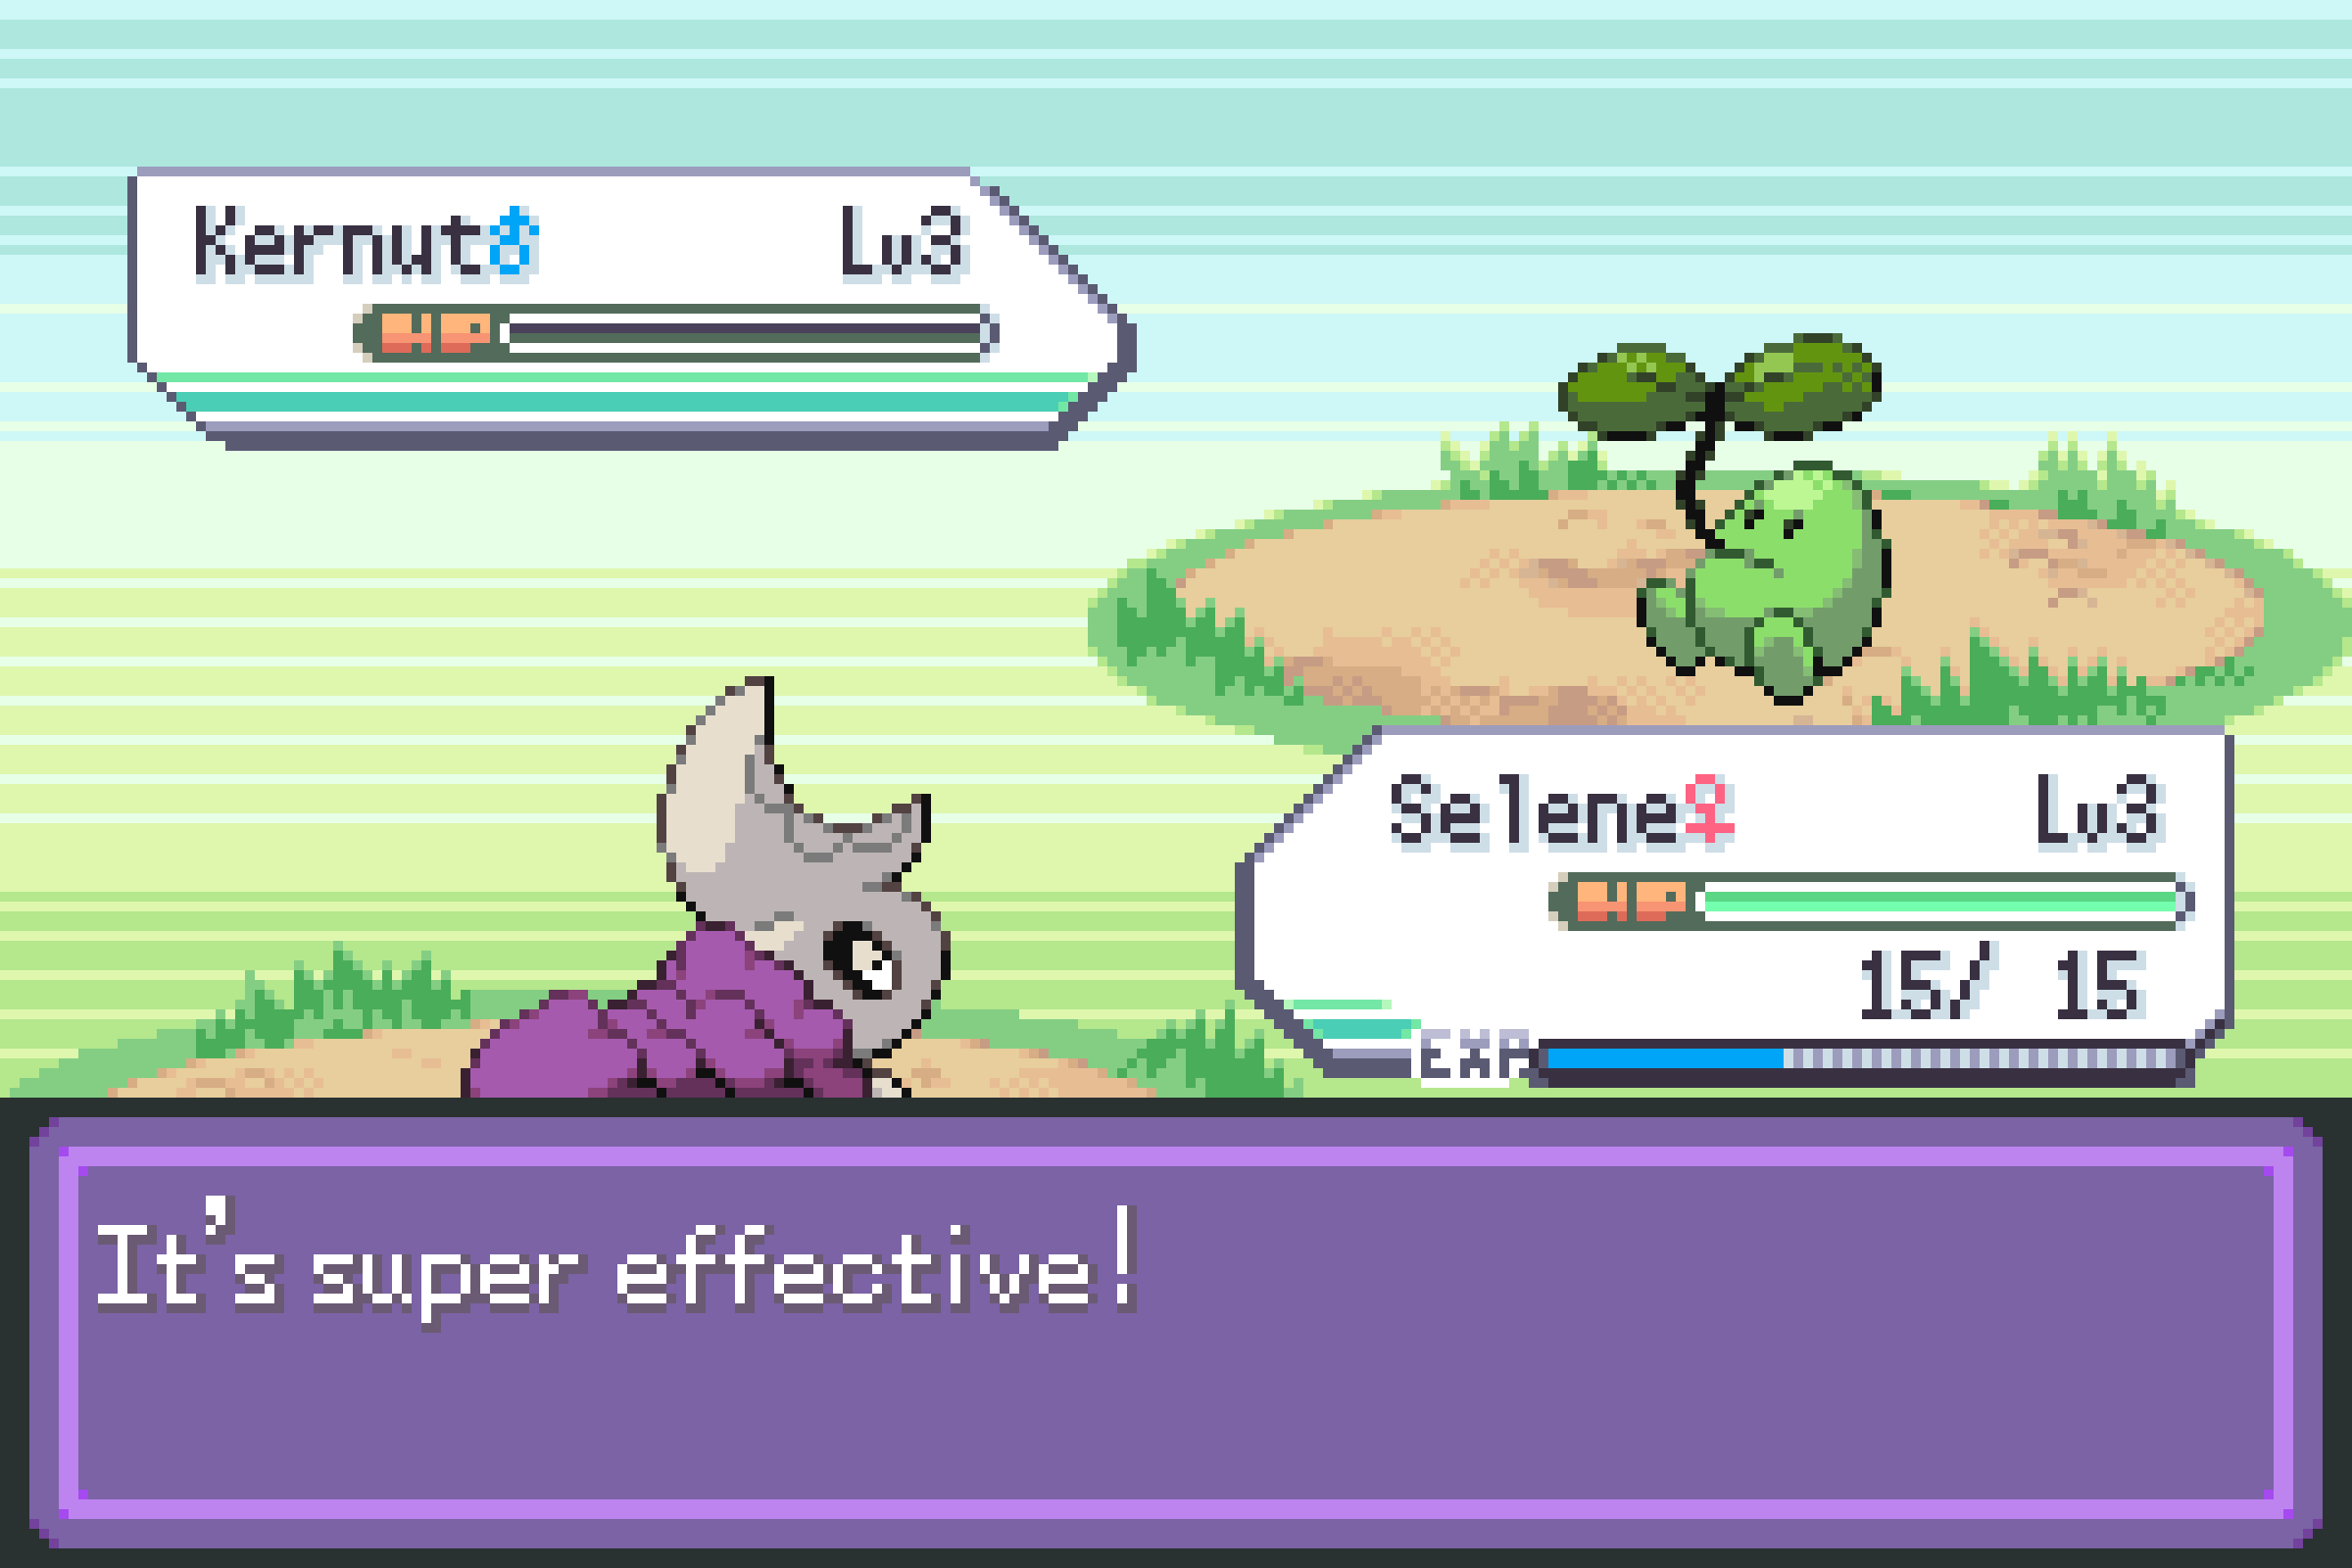 Kernut♂ Lv3
HP
Selene♀ Lv3
HP
15/ 15
EXP
It's super effective!